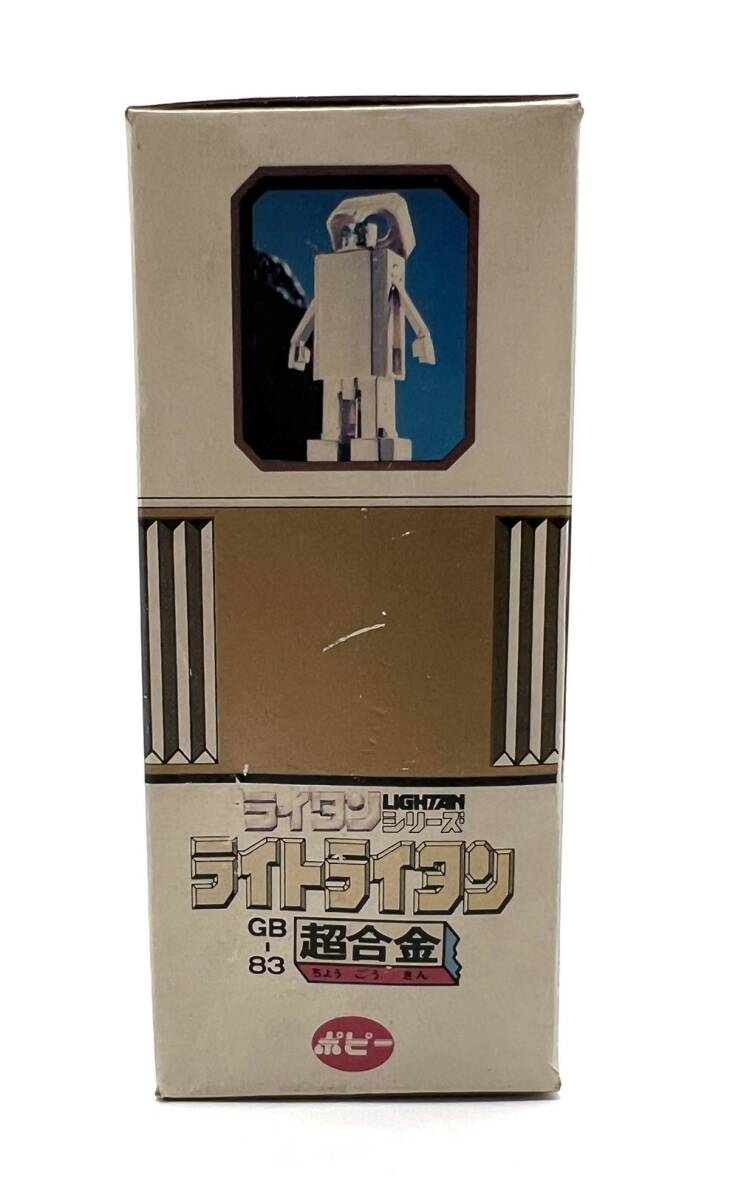 ライタン LIGHTAN シリーズ
ライトライタン
GB-83 超合金
ちょう ごう きん
ポピー